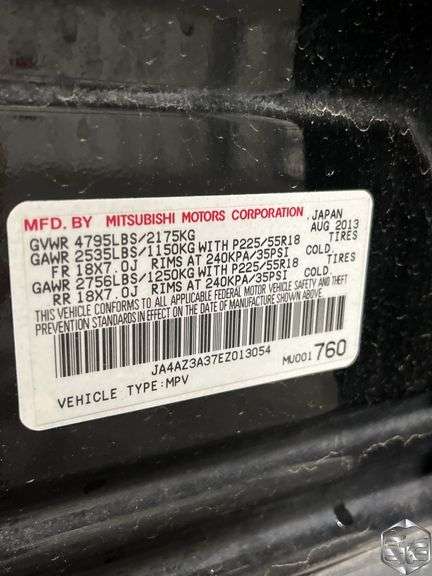 MFD. BY MITSUBISHI MOTORS CORPORATION .JAPAN
GVWR 4795LBS/2175KG AUG 2013
GAWR 2535LBS/1150KG WITH P225/55R18 TIRES
FR 18X7.0J RIMS AT 240KPA/35PSI COLD.
GAWR 2756LBS/1250KG WITH P225/55R18 TIRES
RR 18X7.0J RIMS AT 240KPA/35PSI COLD.
THIS VEHICLE CONFORMS TO ALL APPLICABLE FEDERAL MOTOR VEHICLE SAFETY AND THEFT
PREVENTION STANDARDS IN EFFECT ON THE DATE OF MANUFACTURE SHOWN ABOVE.
JA4AZ3A37EZ013054 MU001760
VEHICLE TYPE:MPV